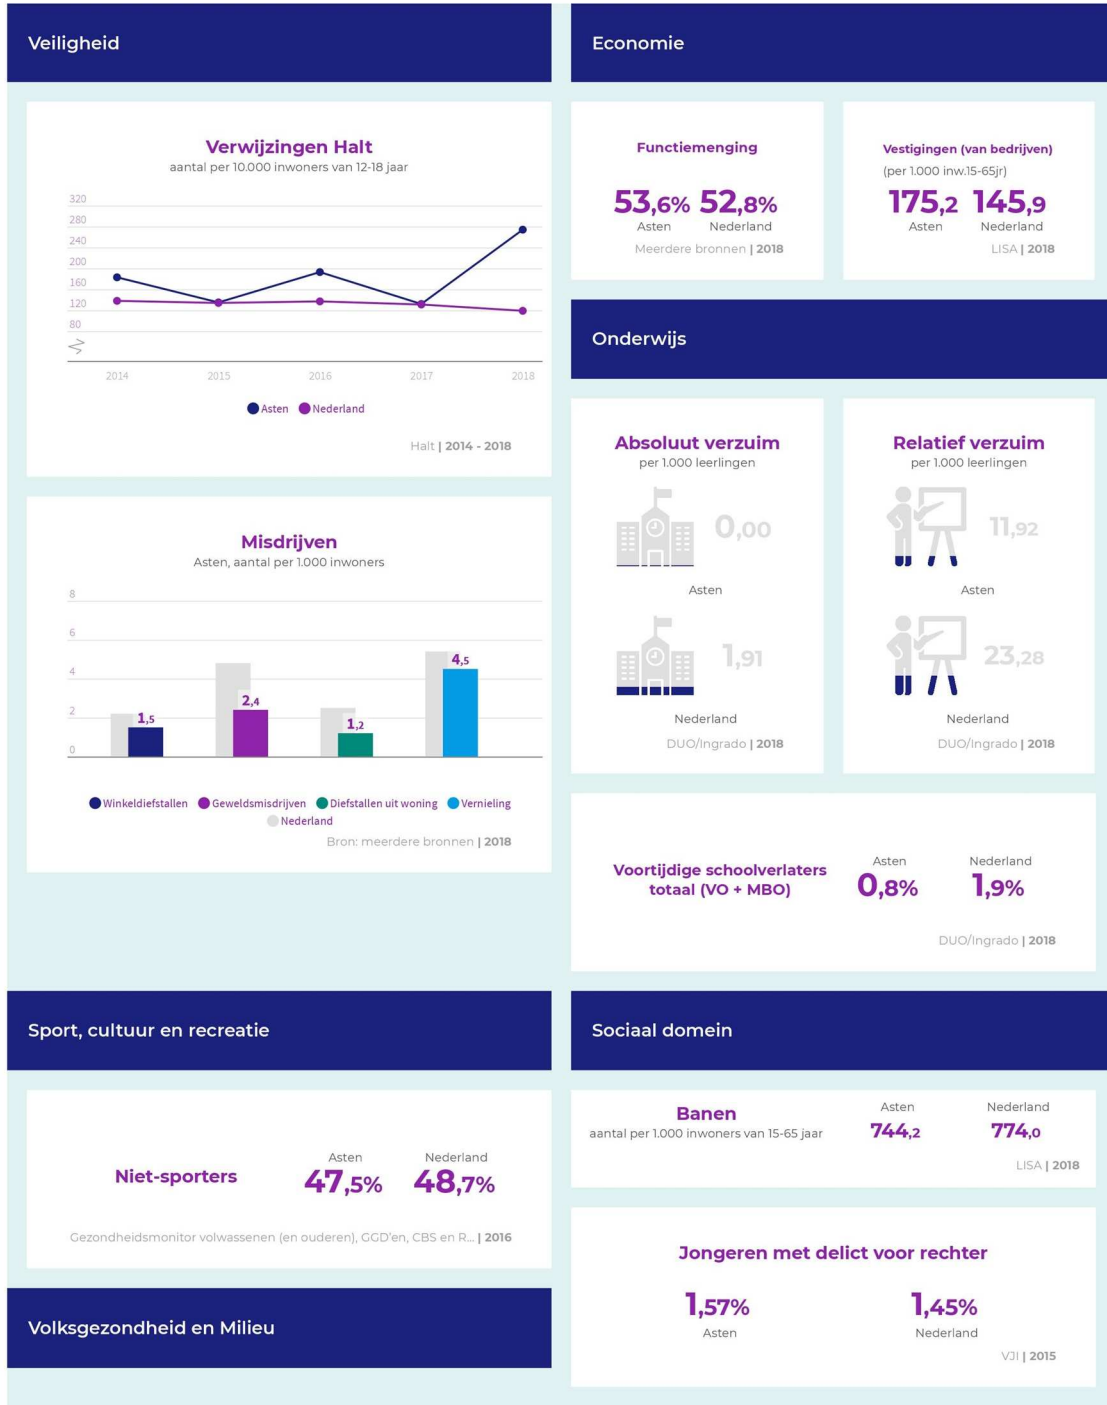 Veiligheid
Verwijzingen Halt
aantal per 10.000 inwoners van 12-18 jaar
320
280
240
200
160
120
80
2014 2015 2016 2017 2018
Asten Nederland
Halt | 2014 - 2018
Misdrijven
Asten, aantal per 1.000 inwoners
8
6
4
2
0
1,5 2,4 1,2 4,5
Winkeldiefstallen Geweldsmisdrijven Diefstallen uit woning Vernieling
Nederland
Bron: meerdere bronnen | 2018
Economie
Functiemenging
53,6% 52,8%
Asten Nederland
Meerdere bronnen | 2018
Vestigingen (van bedrijven)
(per 1.000 inw.15-65jr)
175,2 145,9
Asten Nederland
LISA | 2018
Onderwijs
Absoluut verzuim
per 1.000 leerlingen
0,00
Asten
1,91
Nederland
DUO/Ingrado | 2018
Relatief verzuim
per 1.000 leerlingen
11,92
Asten
23,28
Nederland
DUO/Ingrado | 2018
Voortijdige schoolverlaters
totaal (VO + MBO)
Asten Nederland
0,8% 1,9%
DUO/Ingrado | 2018
Sport, cultuur en recreatie
Niet-sporters
Asten Nederland
47,5% 48,7%
Gezondheidsmonitor volwassenen (en ouderen), GGD'en, CBS en R... | 2016
Volksgezondheid en Milieu
Sociaal domein
Banen
aantal per 1.000 inwoners van 15-65 jaar
Asten Nederland
744,2 774,0
LISA | 2018
Jongeren met delict voor rechter
1,57% 1,45%
Asten Nederland
VJI | 2015